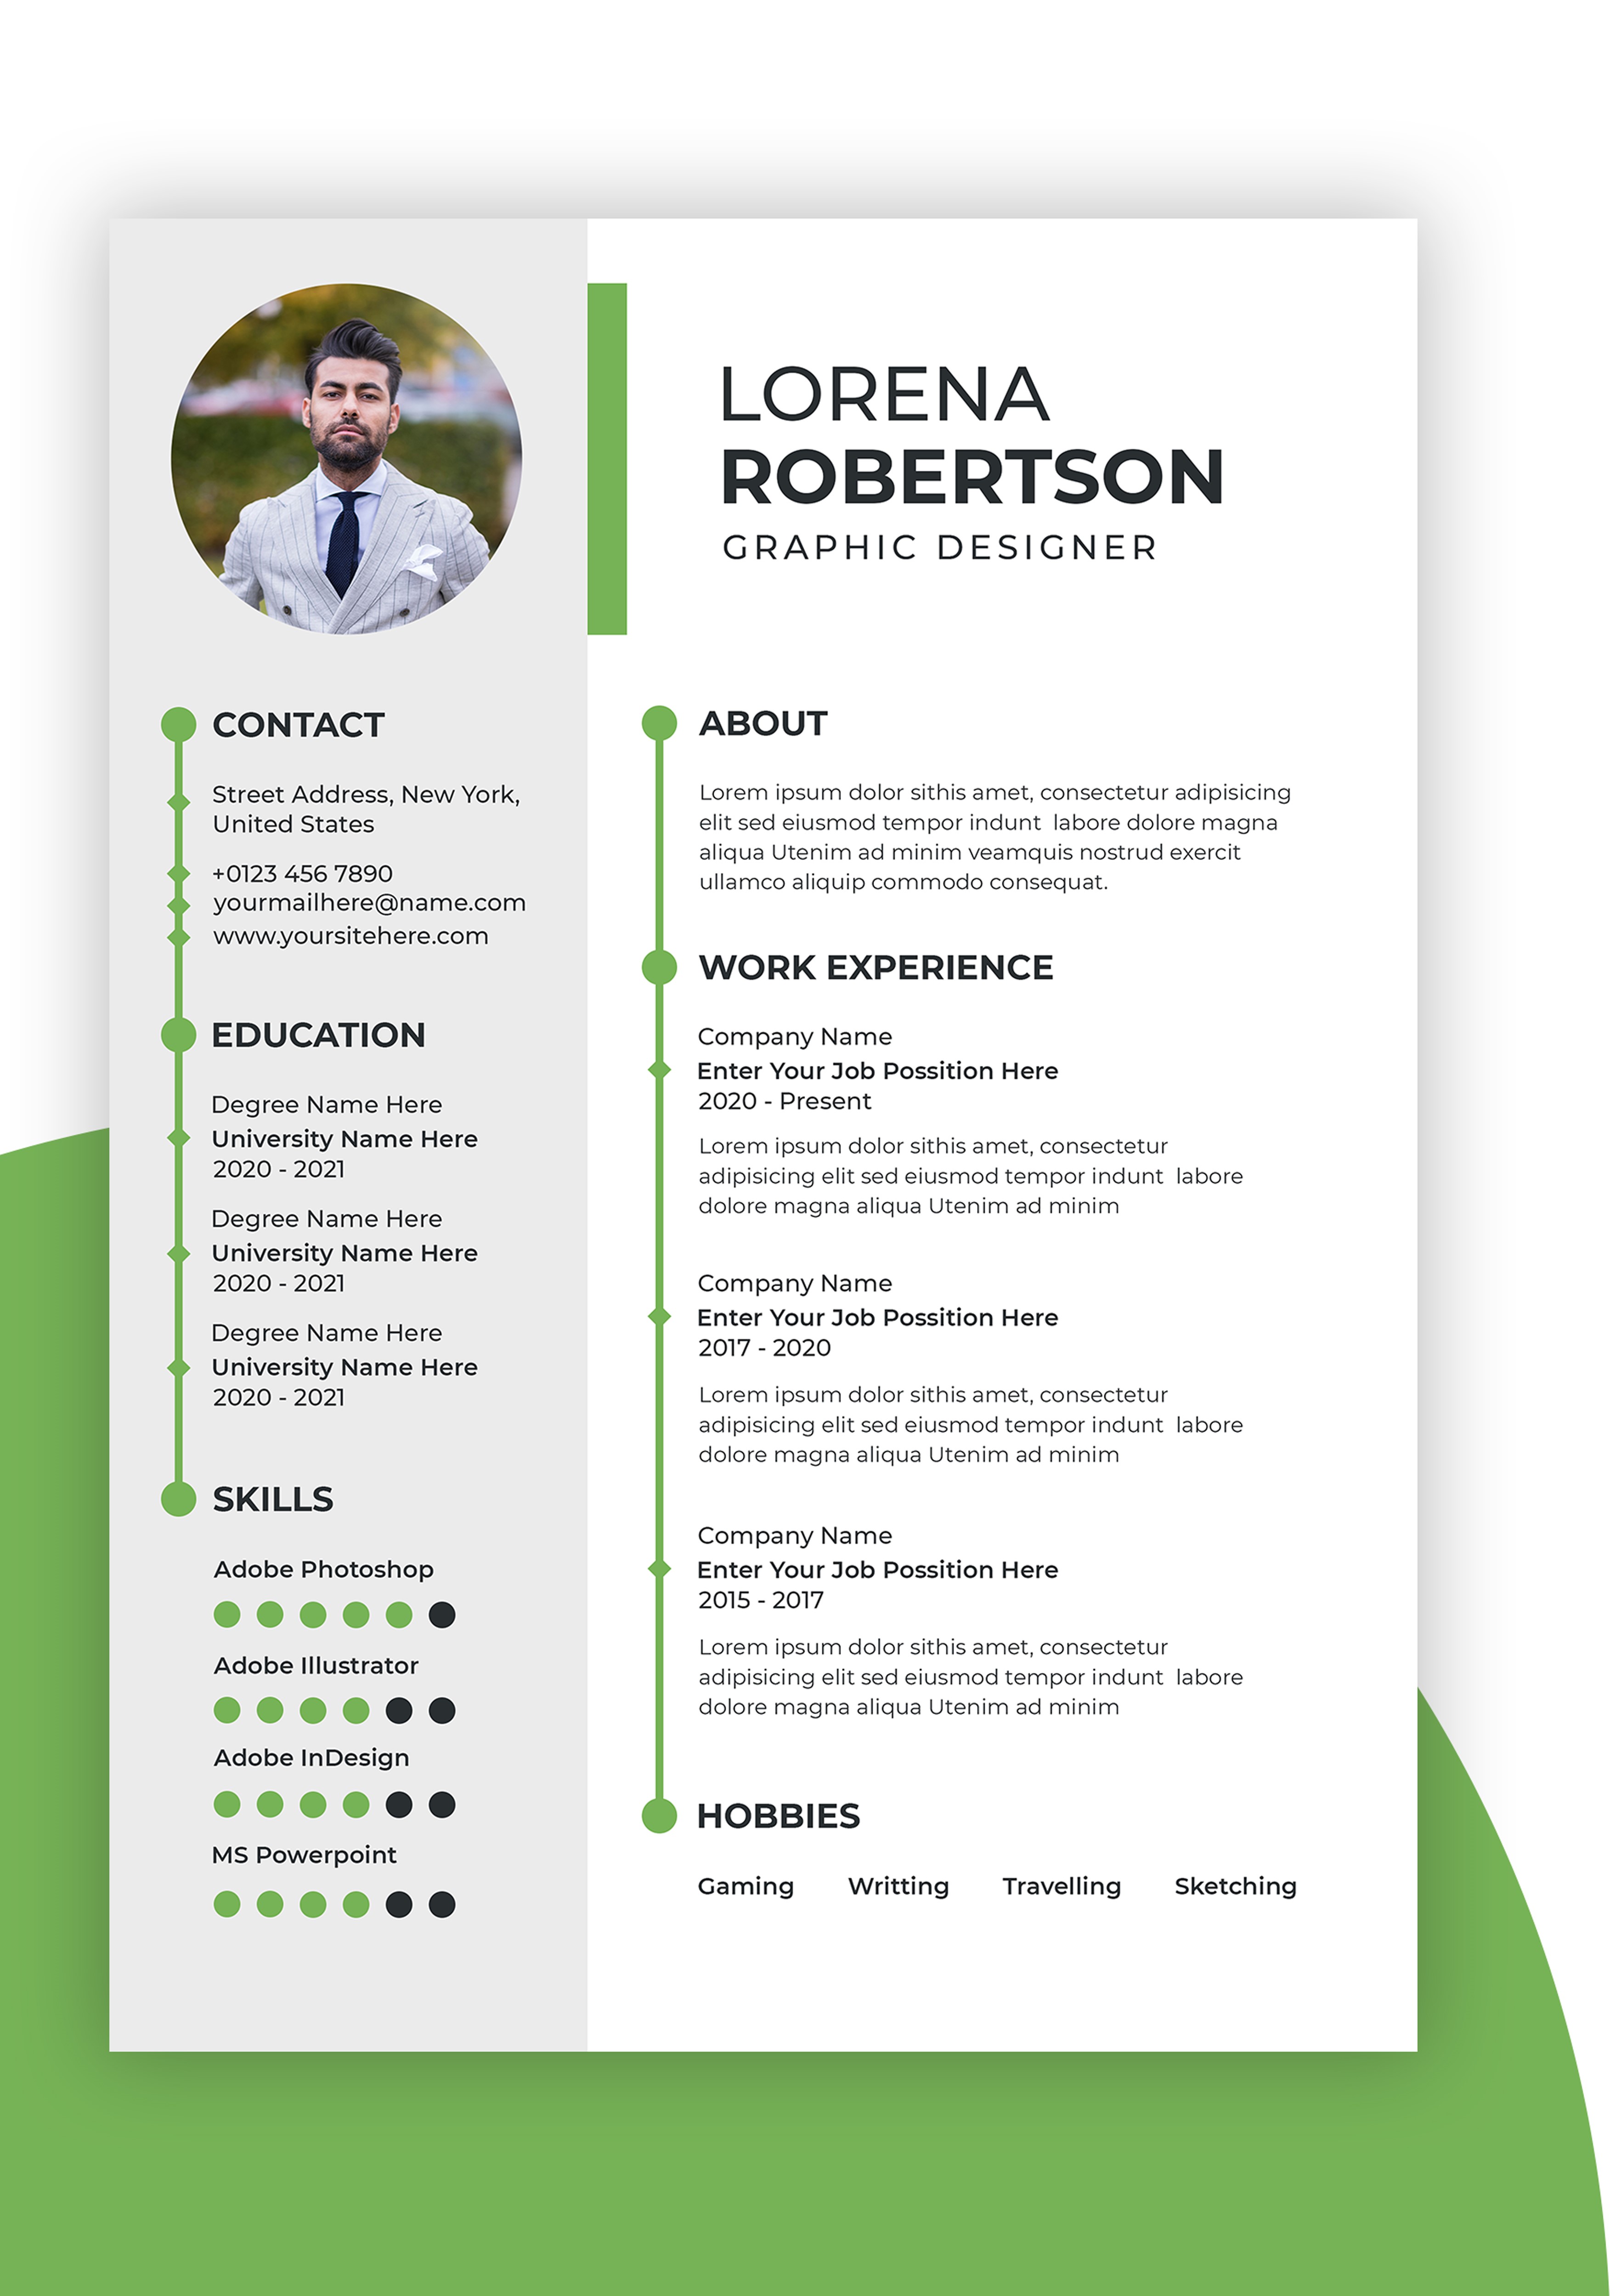 LORENA
ROBERTSON
GRAPHIC DESIGNER
CONTACT
Street Address, New York,
United States
+0123 456 7890
yourmailhere@name.com
www.yoursitehere.com
EDUCATION
Degree Name Here
University Name Here
2020 - 2021
Degree Name Here
University Name Here
2020 - 2021
Degree Name Here
University Name Here
2020 - 2021
SKILLS
Adobe Photoshop
Adobe Illustrator
Adobe InDesign
MS Powerpoint
ABOUT
Lorem ipsum dolor sithis amet, consectetur adipisicing
elit sed eiusmod tempor indunt  labore dolore magna
aliqua Utenim ad minim veamquis nostrud exercit
ullamco aliquip commodo consequat.
WORK EXPERIENCE
Company Name
Enter Your Job Possition Here
2020 - Present
Lorem ipsum dolor sithis amet, consectetur
adipisicing elit sed eiusmod tempor indunt  labore
dolore magna aliqua Utenim ad minim
Company Name
Enter Your Job Possition Here
2017 - 2020
Lorem ipsum dolor sithis amet, consectetur
adipisicing elit sed eiusmod tempor indunt  labore
dolore magna aliqua Utenim ad minim
Company Name
Enter Your Job Possition Here
2015 - 2017
Lorem ipsum dolor sithis amet, consectetur
adipisicing elit sed eiusmod tempor indunt  labore
dolore magna aliqua Utenim ad minim
HOBBIES
Gaming Writting Travelling Sketching